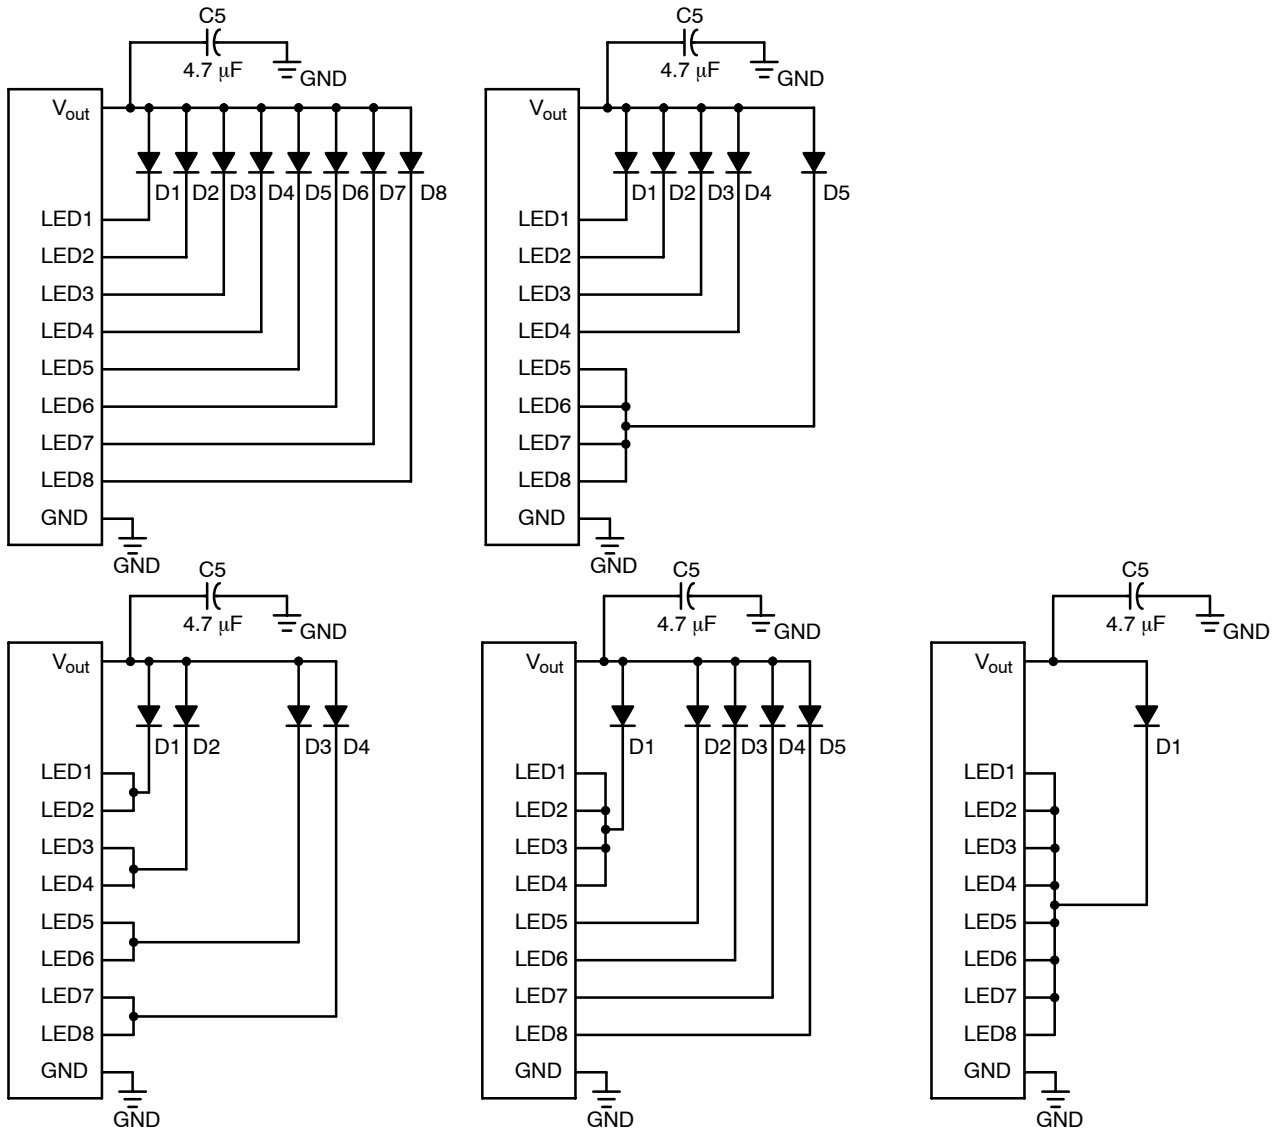 C5
4.7 μF
GND
Vout
D1 D2 D3 D4 D5 D6 D7 D8
LED1
LED2
LED3
LED4
LED5
LED6
LED7
LED8
GND
GND
C5
4.7 μF
GND
Vout
D1 D2 D3 D4 D5
LED1
LED2
LED3
LED4
LED5
LED6
LED7
LED8
GND
GND
C5
4.7 μF
GND
Vout
D1 D2 D3 D4
LED1
LED2
LED3
LED4
LED5
LED6
LED7
LED8
GND
GND
C5
4.7 μF
GND
Vout
D1 D2 D3 D4 D5
LED1
LED2
LED3
LED4
LED5
LED6
LED7
LED8
GND
GND
C5
4.7 μF
GND
Vout
D1
LED1
LED2
LED3
LED4
LED5
LED6
LED7
LED8
GND
GND